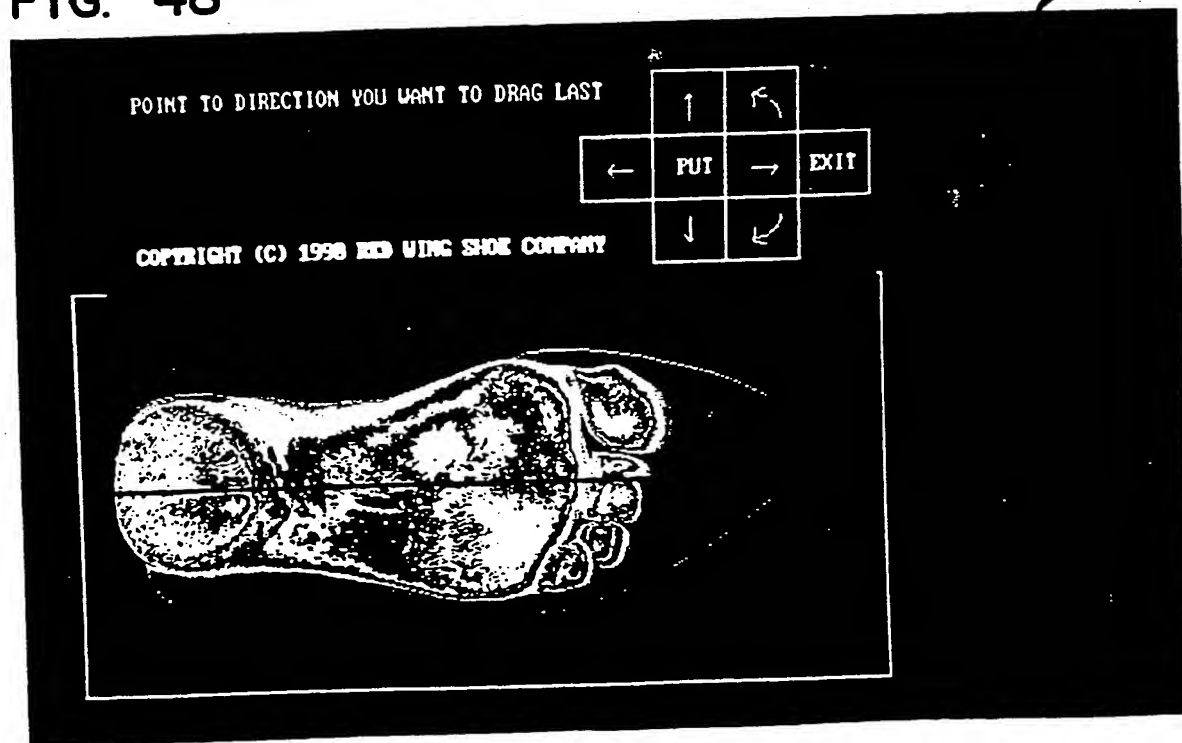 FIG. 48
POINT TO DIRECTION YOU WANT TO DRAG LAST
↑
← PUT → EXIT
↓
COPYRIGHT (C) 1998 RED WING SHOE COMPANY